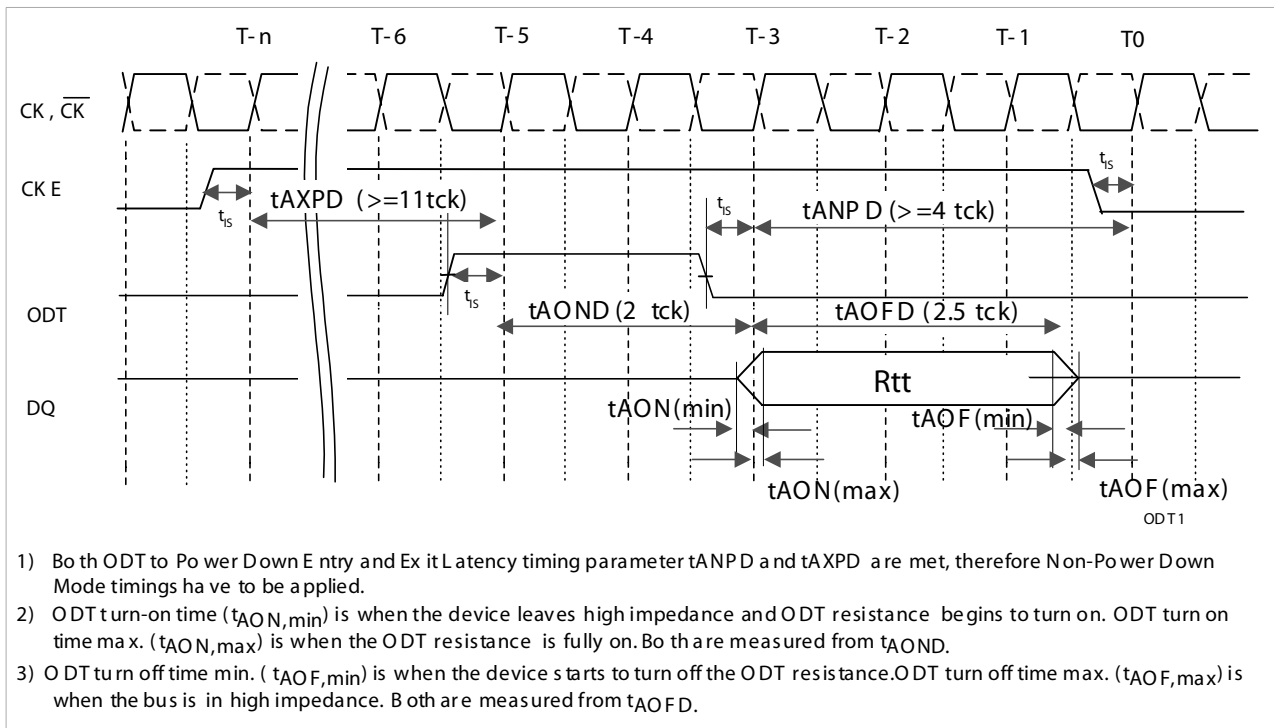 T-n T-6 T-5 T-4 T-3 T-2 T-1 T0
CK , CK
CKE
tIS
tAXPD (>=11tck)
tIS
tANPD (>=4 tck)
tIS
tIS
ODT
tAOND (2 tck)
tAOFD (2.5 tck)
Rtt
DQ
tAON(min)
tAOF(min)
tAON(max)
tAOF(max)
ODT1
1) Both ODT to Power Down Entry and Exit Latency timing parameter tANPD and tAXPD are met, therefore Non-Power Down
Mode timings have to be applied.
2) ODT turn-on time (tAON,min) is when the device leaves high impedance and ODT resistance begins to turn on. ODT turn on
time max. (tAON,max) is when the ODT resistance is fully on. Both are measured from tAOND.
3) ODT turn off time min. ( tAOF,min) is when the device starts to turn off the ODT resistance.ODT turn off time max. (tAOF,max) is
when the bus is in high impedance. Both are measured from tAOFD.